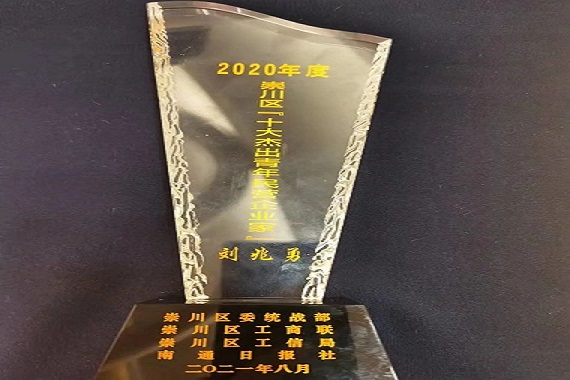 2020年度
崇川区“十大杰出青年民营企业家”
刘兆勇
崇川区委统战部
崇川区工商联
崇川区工信局
南通日报社
二〇二一年八月